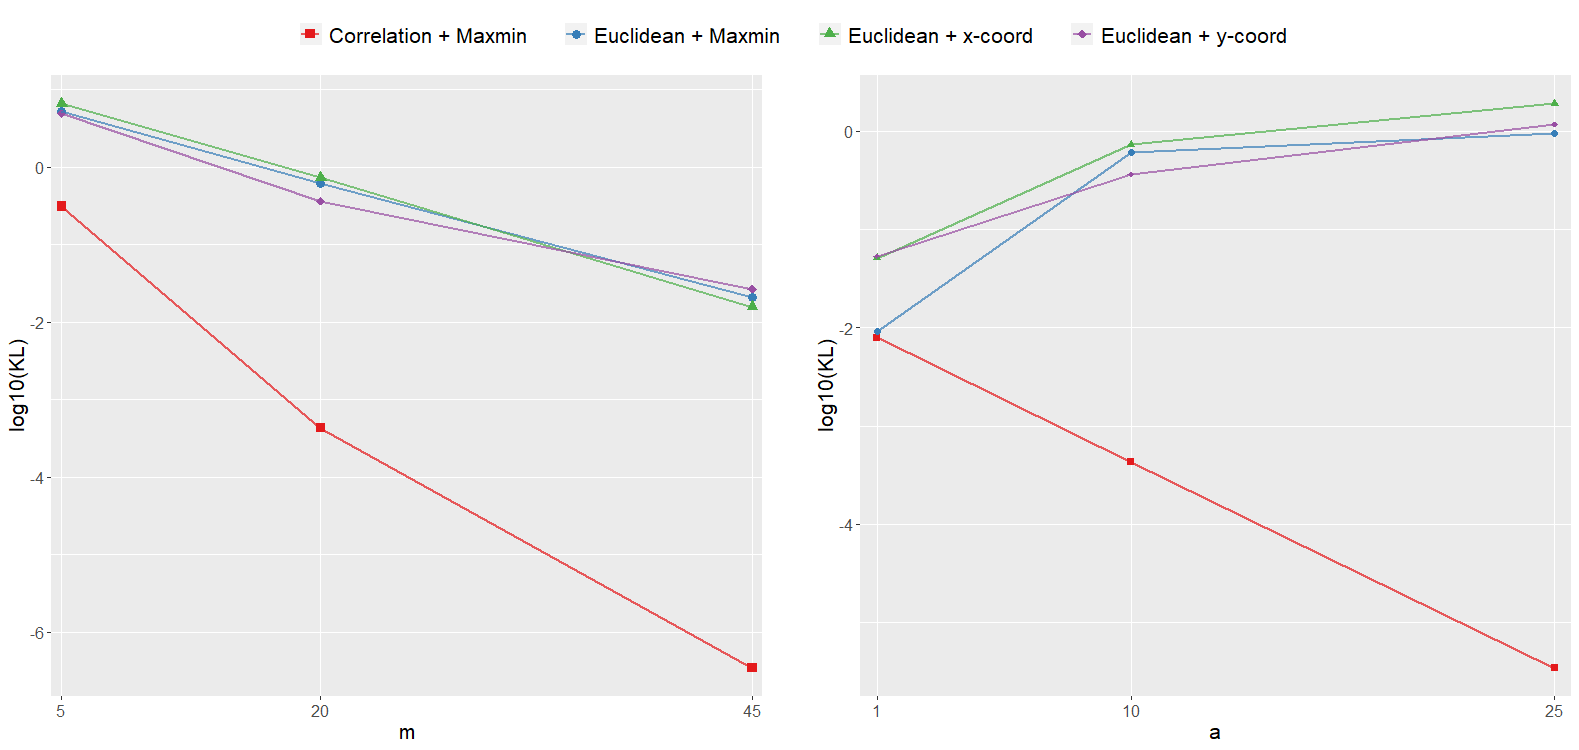 Correlation + Maxmin Euclidean + Maxmin Euclidean + x-coord Euclidean + y-coord
0
-2
-4
-6
log10(KL)
5 20 45
m
0
-2
-4
log10(KL)
1 10 25
a